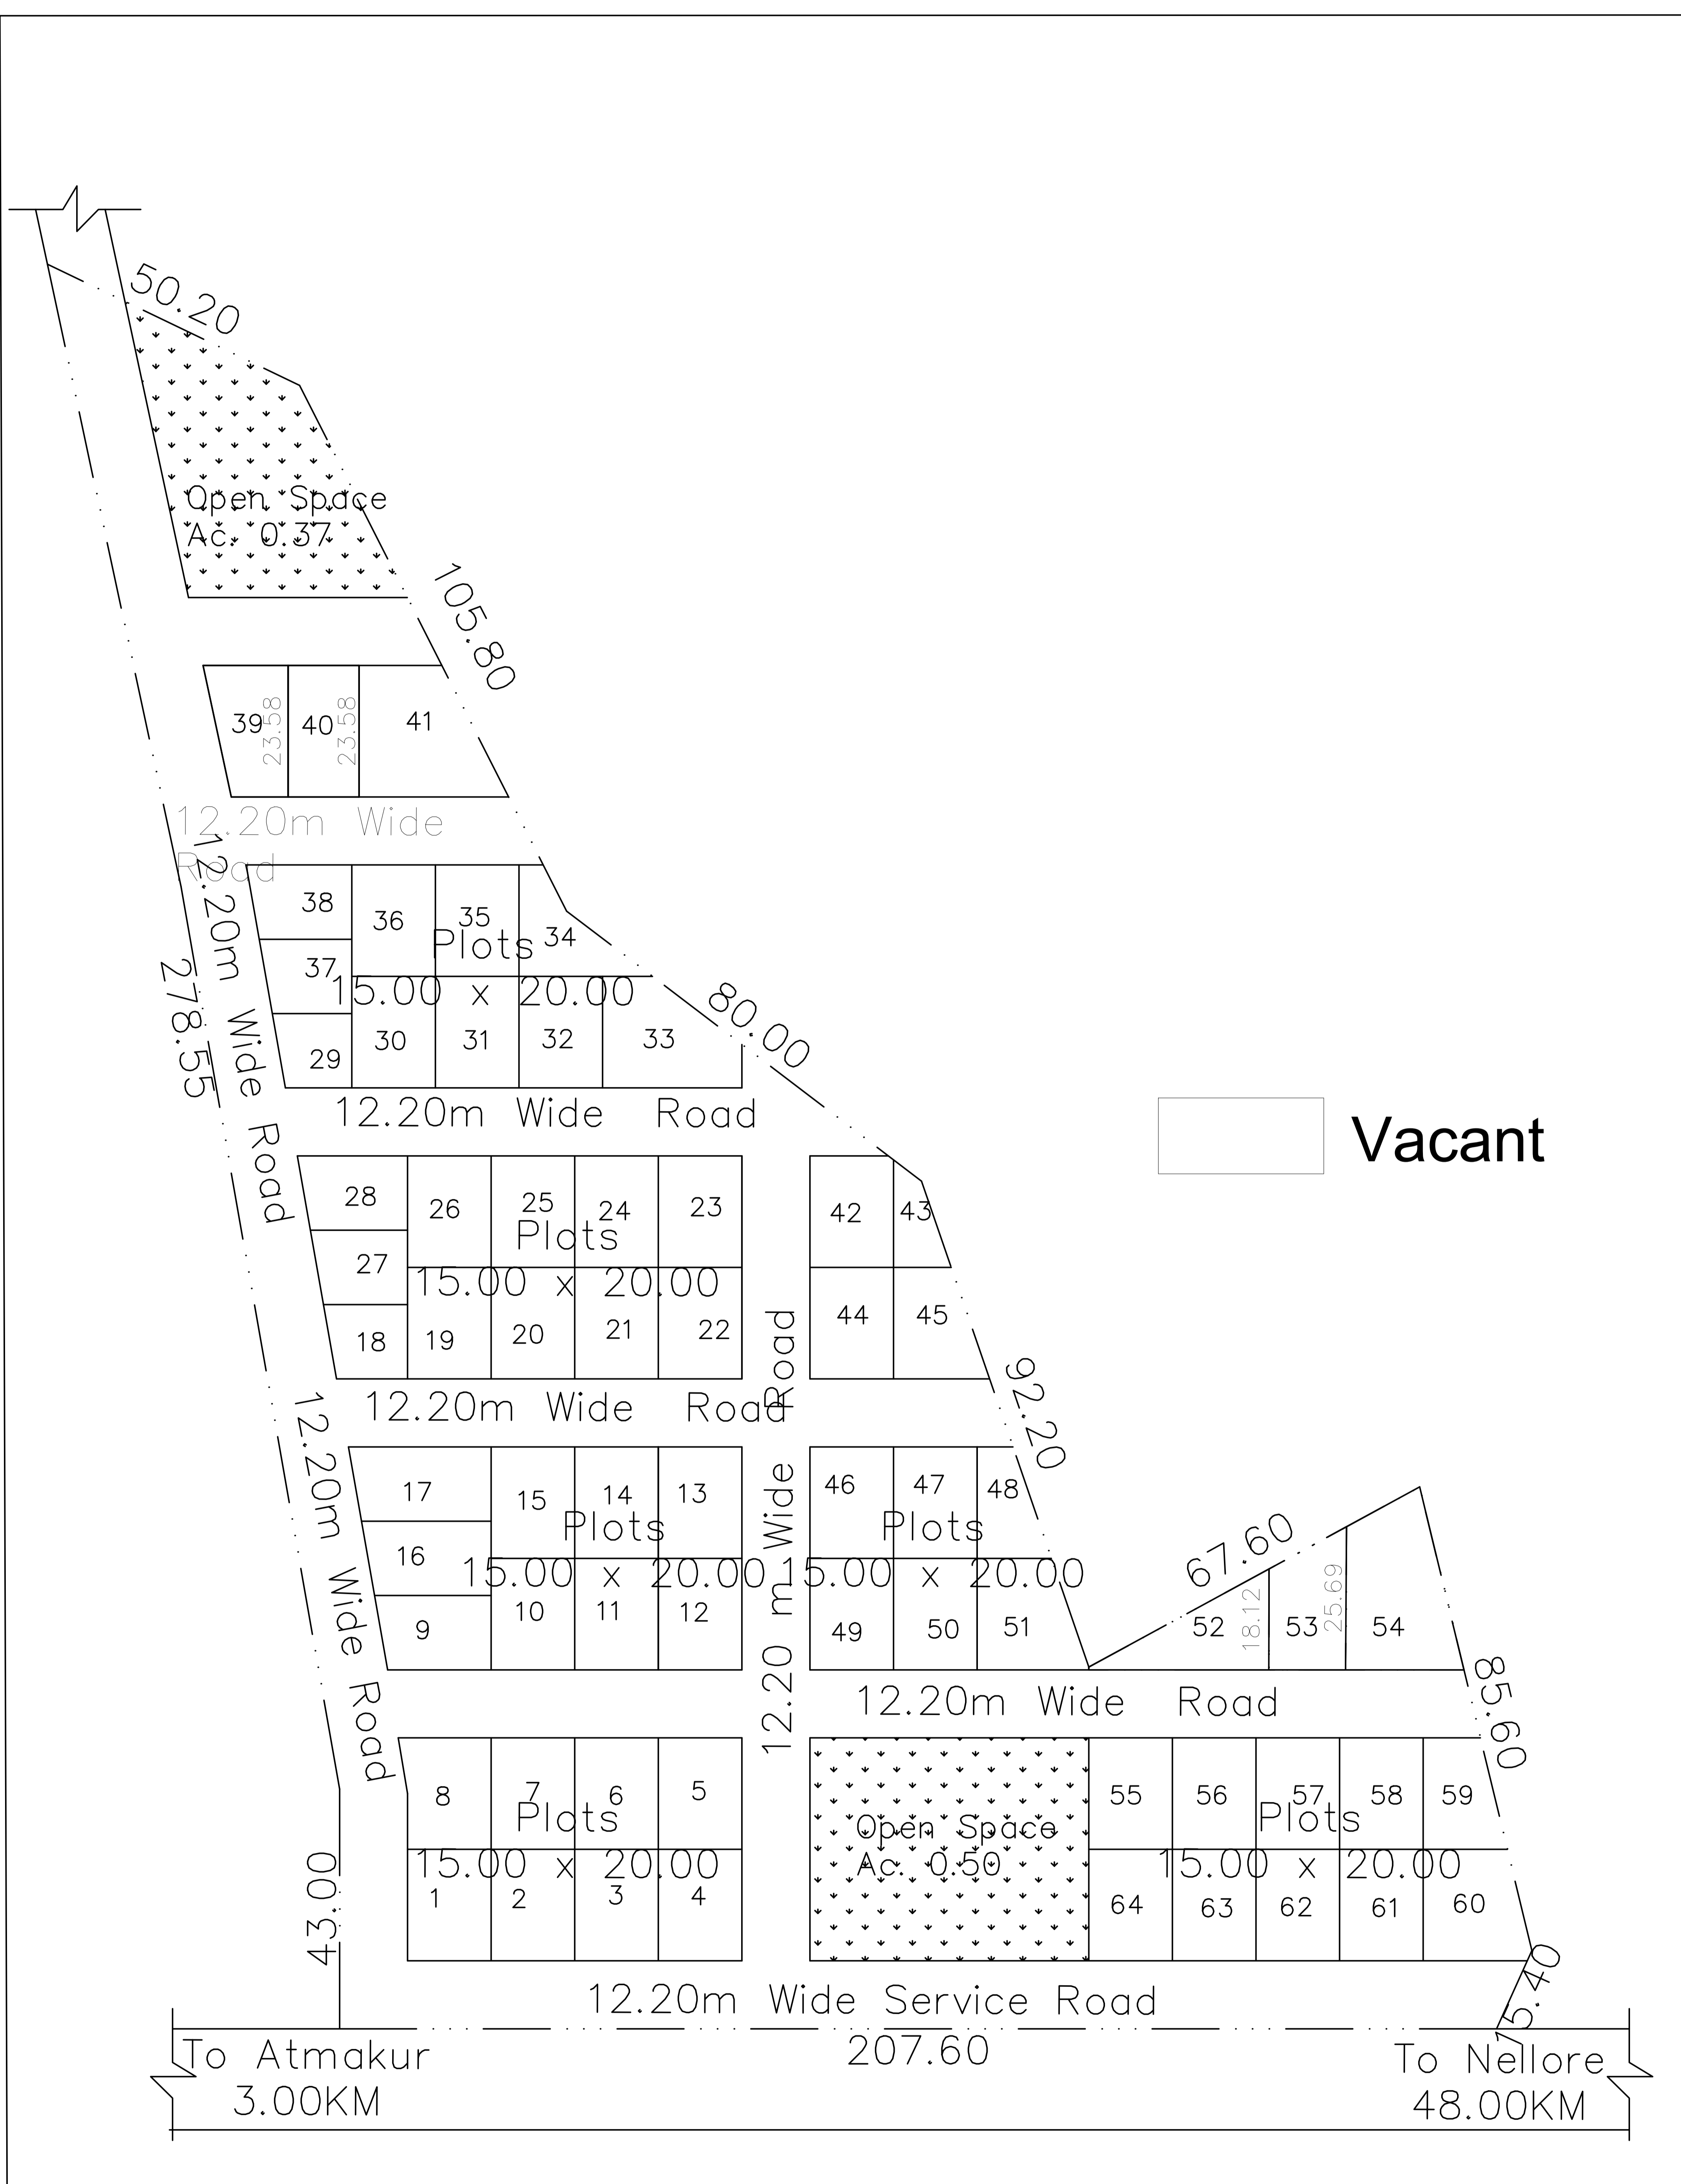 50.20
Open Space
Ac. 0.37
105.80
39
23.58
40
23.58
41
12.20m Wide
Road
12.20m Wide Road
278.55
38
36
35
34
37
Plots
15.00 x 20.00
29
30
31
32
33
80.00
12.20m Wide Road
Vacant
28
26
25
24
23
42
43
27
Plots
15.00 x 20.00
18
19
20
21
22
44
45
12.20m Wide Road
12.20m Wide Road
92.20
12.20 m Wide Road
17
15
14
13
46
47
48
16
Plots
15.00 x 20.00
Plots
15.00 x 20.00
9
10
11
12
49
50
51
67.60
52
18.12
53
25.69
54
12.20m Wide Road
85.60
8
7
6
5
Plots
15.00 x 20.00
1
2
3
4
Open Space
Ac. 0.50
55
56
57
58
59
Plots
15.00 x 20.00
64
63
62
61
60
43.00
15.40
12.20m Wide Service Road
207.60
To Atmakur
3.00KM
To Nellore
48.00KM